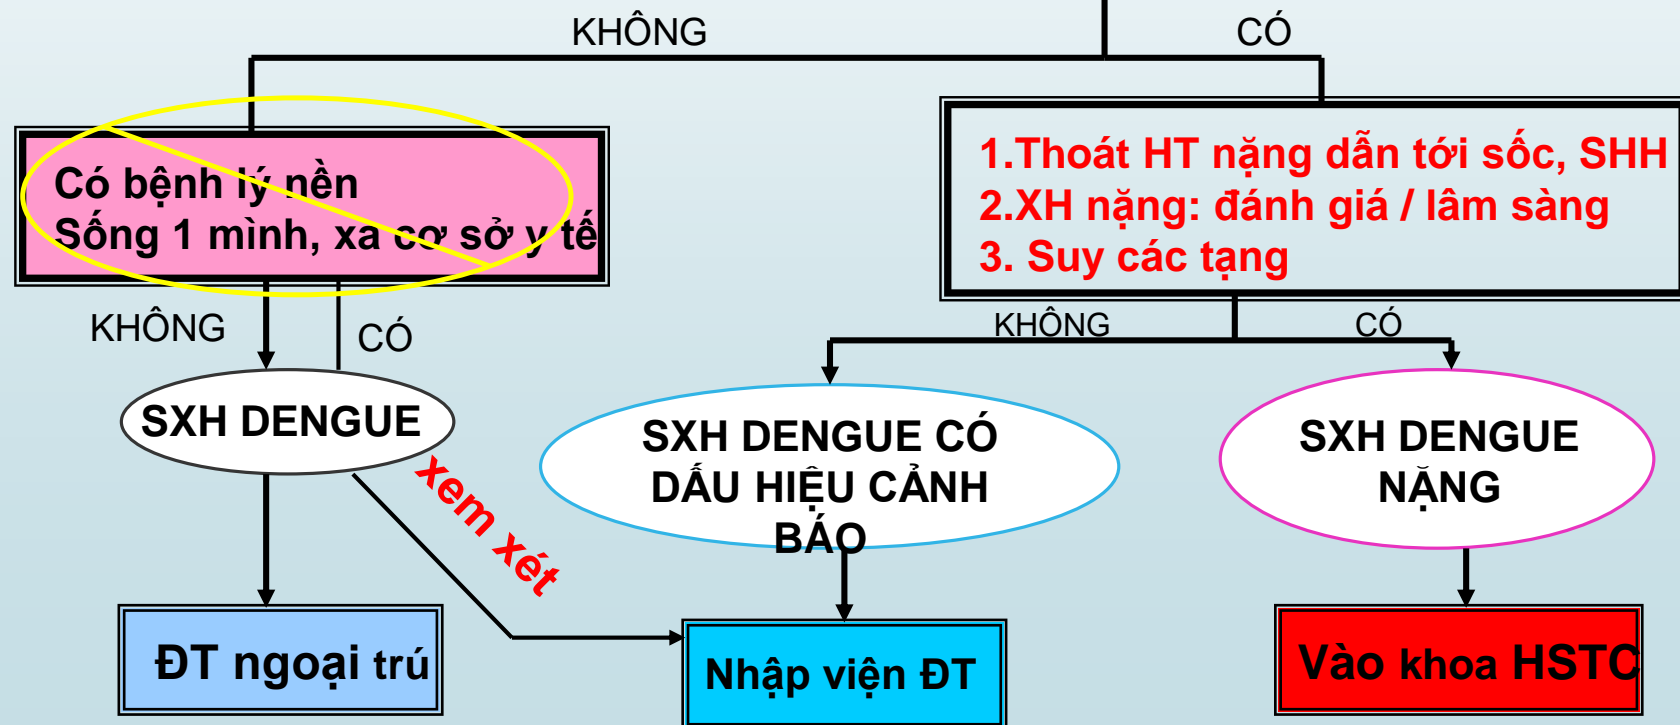 KHÔNG
CÓ
Có bệnh lý nền
Sống 1 mình, xa cơ sở y tế
1.Thoát HT nặng dẫn tới sốc, SHH
2.XH nặng: đánh giá / lâm sàng
3. Suy các tạng
KHÔNG
CÓ
KHÔNG
CÓ
SXH DENGUE
SXH DENGUE CÓ
DẤU HIỆU CẢNH
BÁO
SXH DENGUE
NẶNG
xem xét
ĐT ngoại trú
Nhập viện ĐT
Vào khoa HSTC